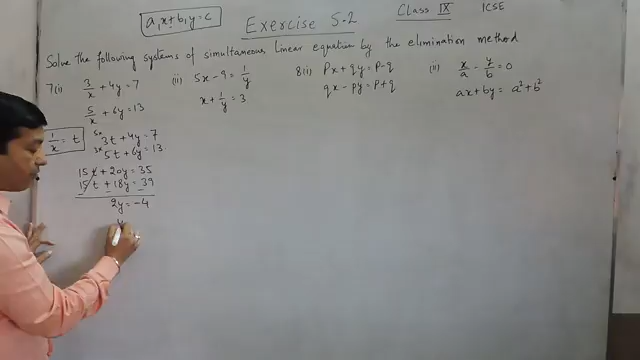 a₁x ± b₁y = c
Exercise 5.2
Class IX ICSE
Solve the following systems of simultaneous linear equation by the elimination method
7(i) 3/x + 4y = 7
5/x + 6y = 13
(ii) 5x - 9 = 1/y
x + 1/y = 3
8(i) Px + qy = P - q
qx - py = P + q
(ii) x/a - y/b = 0
ax + by = a² + b²
1/x = t
5× 3t + 4y = 7
3× 5t + 6y = 13
15t + 20y = 35
15t + 18y = 39
- - -
2y = -4
y